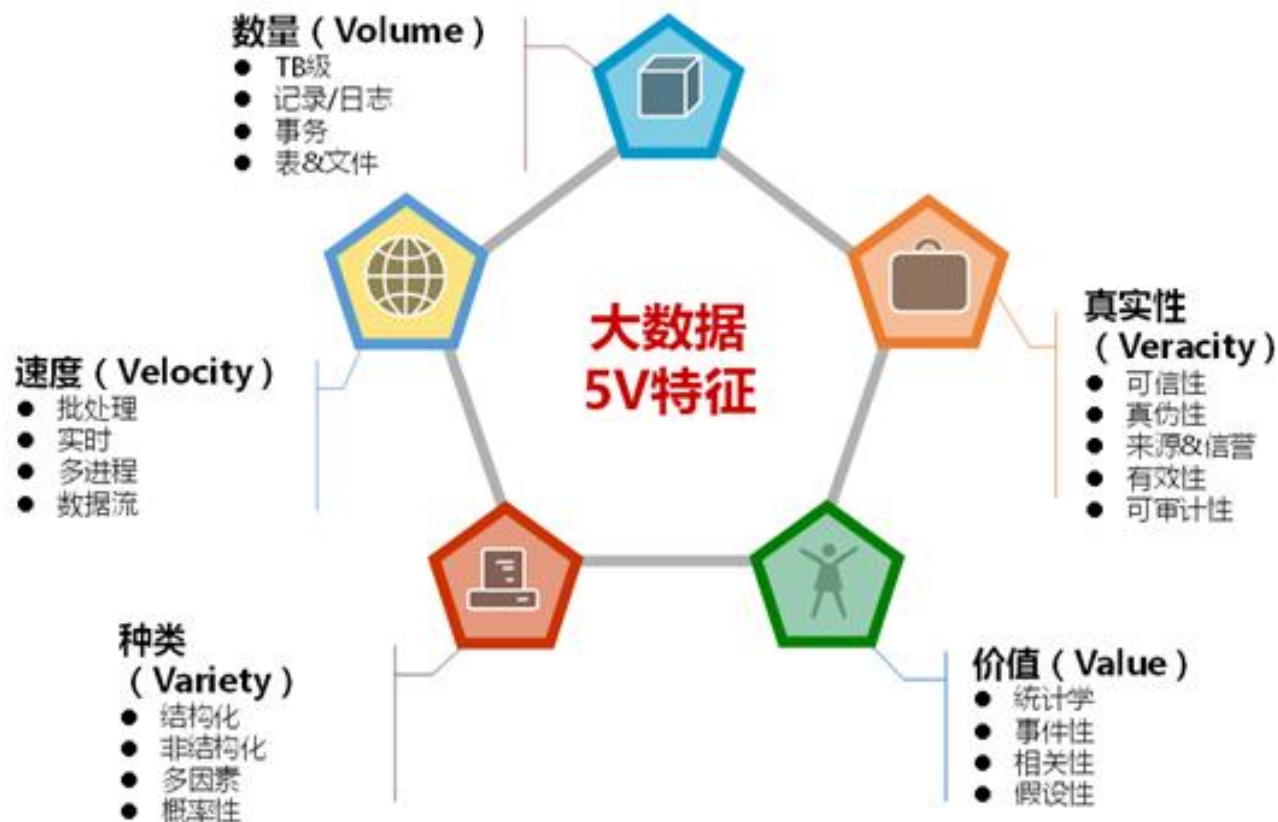 数量（Volume）
● TB级
● 记录/日志
● 事务
● 表&文件
速度（Velocity）
● 批处理
● 实时
● 多进程
● 数据流
大数据
5V特征
真实性
（Veracity）
● 可信性
● 真伪性
● 来源&信誉
● 有效性
● 可审计性
种类
（Variety）
● 结构化
● 非结构化
● 多因素
● 概率性
价值（Value）
● 统计学
● 事件性
● 相关性
● 假设性